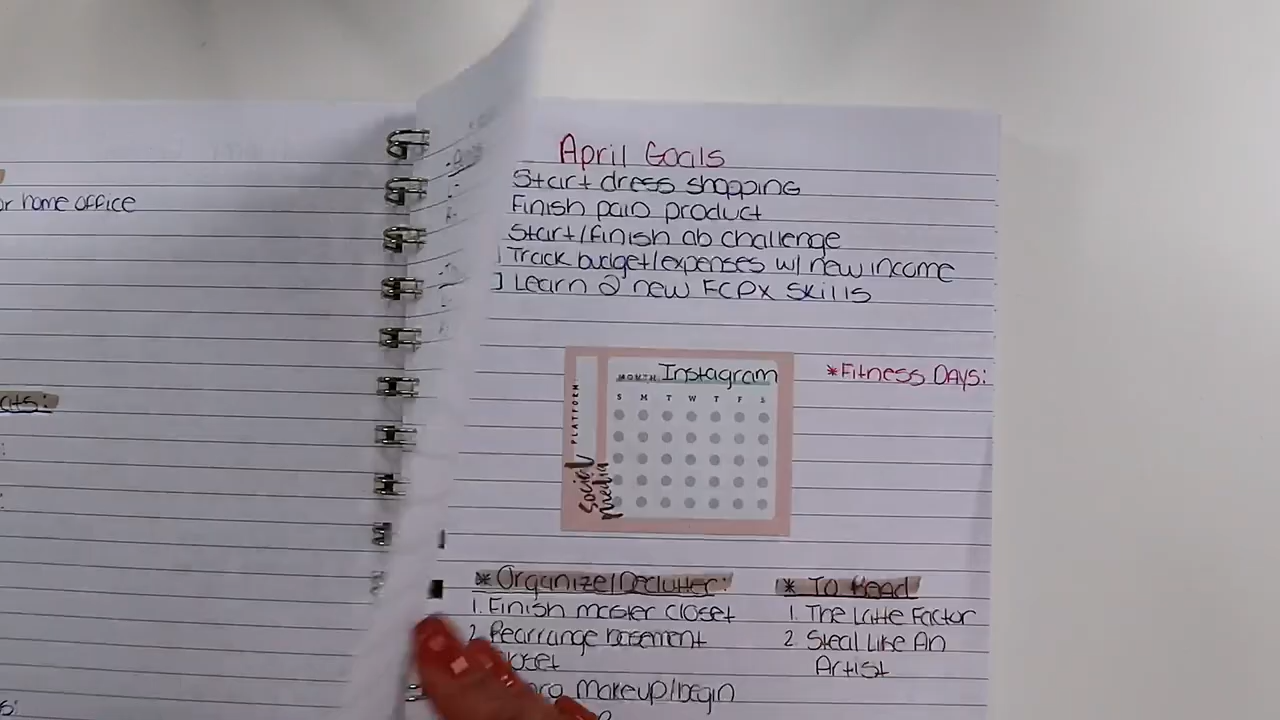 or home office
April Goals
Start dress shopping
Finish paid product
Start/finish ab challenge
Track budget/expenses w/ new income
Learn 2 new FCPX Skills
MONTH Instagram
S M T W T F S
PLATFORM
Social Media
*Fitness DAYS:
* Organize/Declutter:
1. Finish master closet
2. Rearrange basement
closet
makeup/begin
* To Read
1. The Latte Factor
2 Steal Like An
Artist